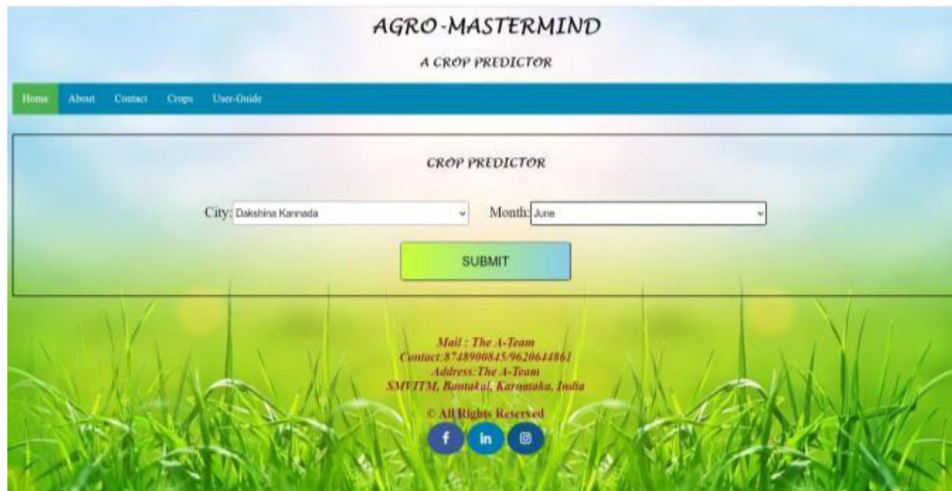 AGRO-MASTERMIND
A CROP PREDICTOR
Home About Contact Crops User-Guide
CROP PREDICTOR
City: Dakshina Kannada Month: June
SUBMIT
Mail : The A-Team
Contact:8748900845/9620644861
Address:The A-Team
SMVITM, Bantakal, Karnataka, India
© All Rights Reserved
f in